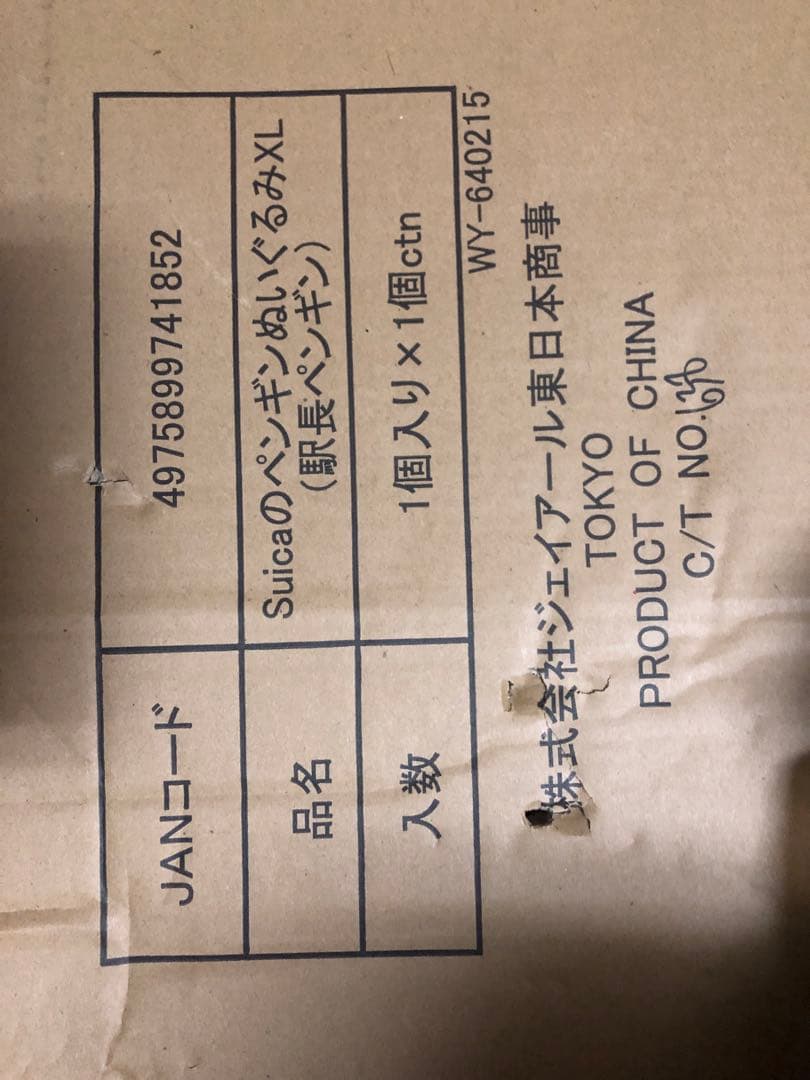 JANコード 4975899741852
品名 SuicaのペンギンぬいぐるみXL
(駅長ペンギン)
入数 1個入り×1個ctn
WY-640215
株式会社ジェイアール東日本商事
TOKYO
PRODUCT OF CHINA
C/T NO.